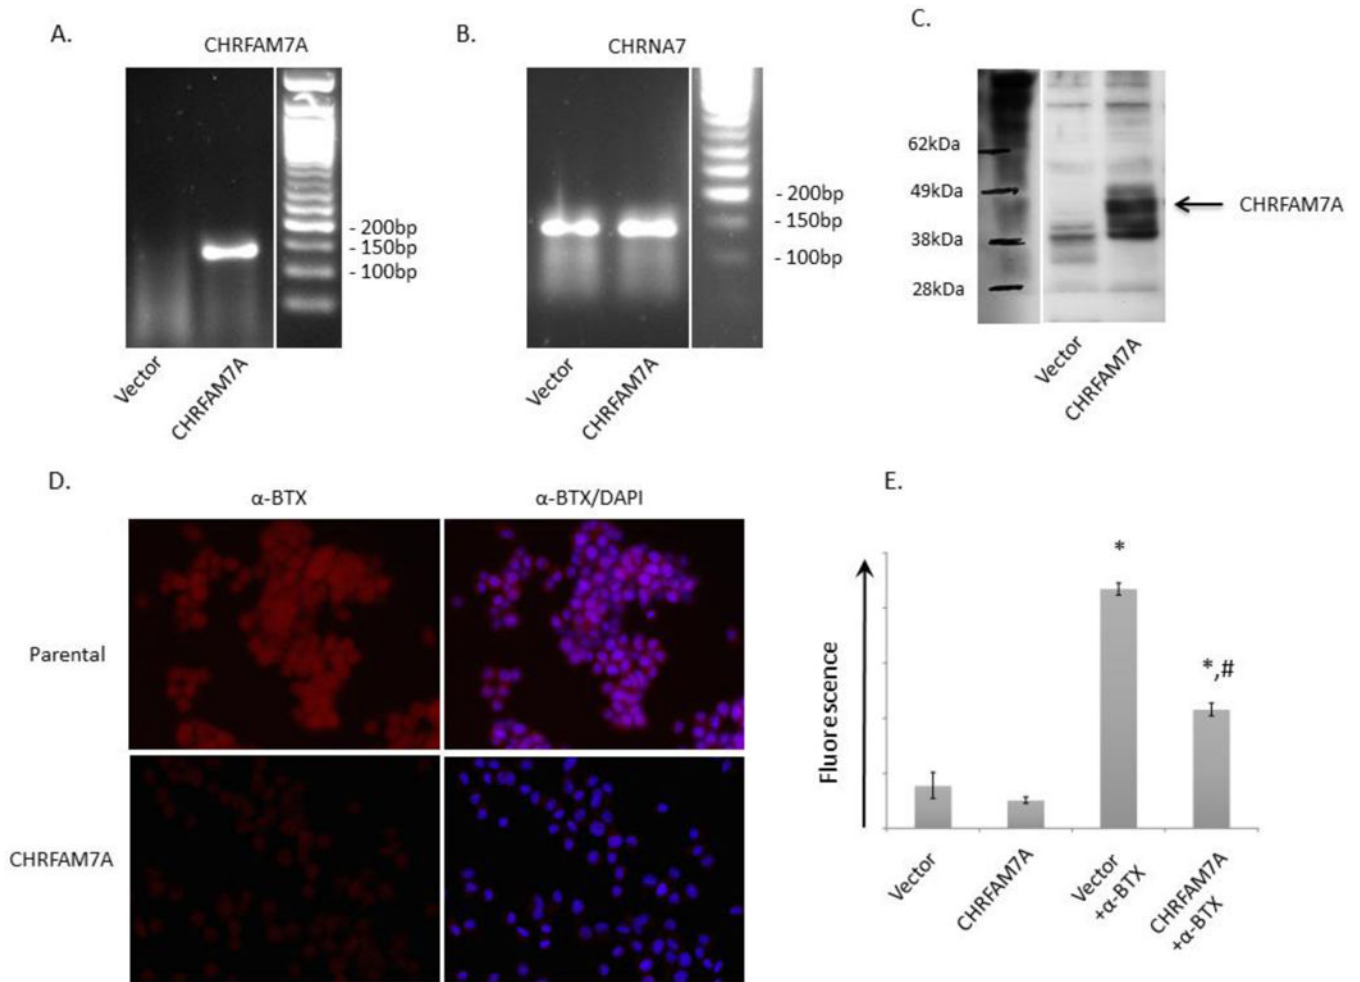 A.
CHRFAM7A
- 200bp
- 150bp
- 100bp
Vector
CHRFAM7A
B.
CHRNA7
- 200bp
- 150bp
- 100bp
Vector
CHRFAM7A
C.
62kDa
49kDa
38kDa
28kDa
CHRFAM7A
Vector
CHRFAM7A
D.
α-BTX
α-BTX/DAPI
Parental
CHRFAM7A
E.
Fluorescence
*
*,#
Vector
CHRFAM7A
Vector
+α-BTX
CHRFAM7A
+α-BTX